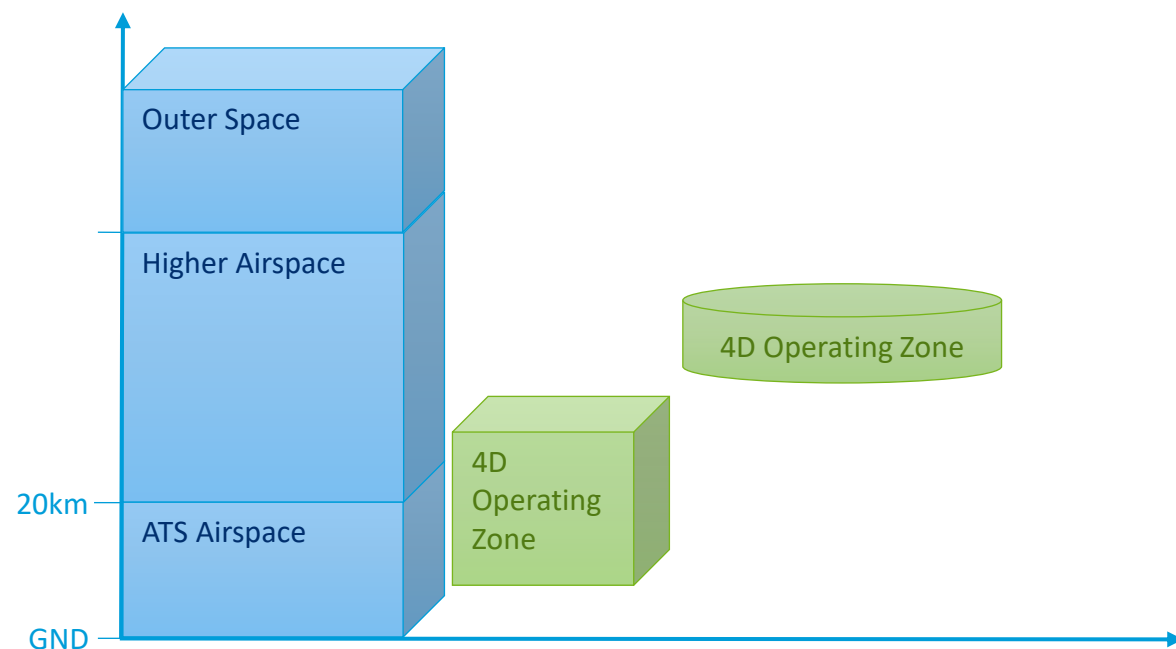 Outer Space
Higher Airspace
4D Operating Zone
4D
Operating
Zone
20km
ATS Airspace
GND